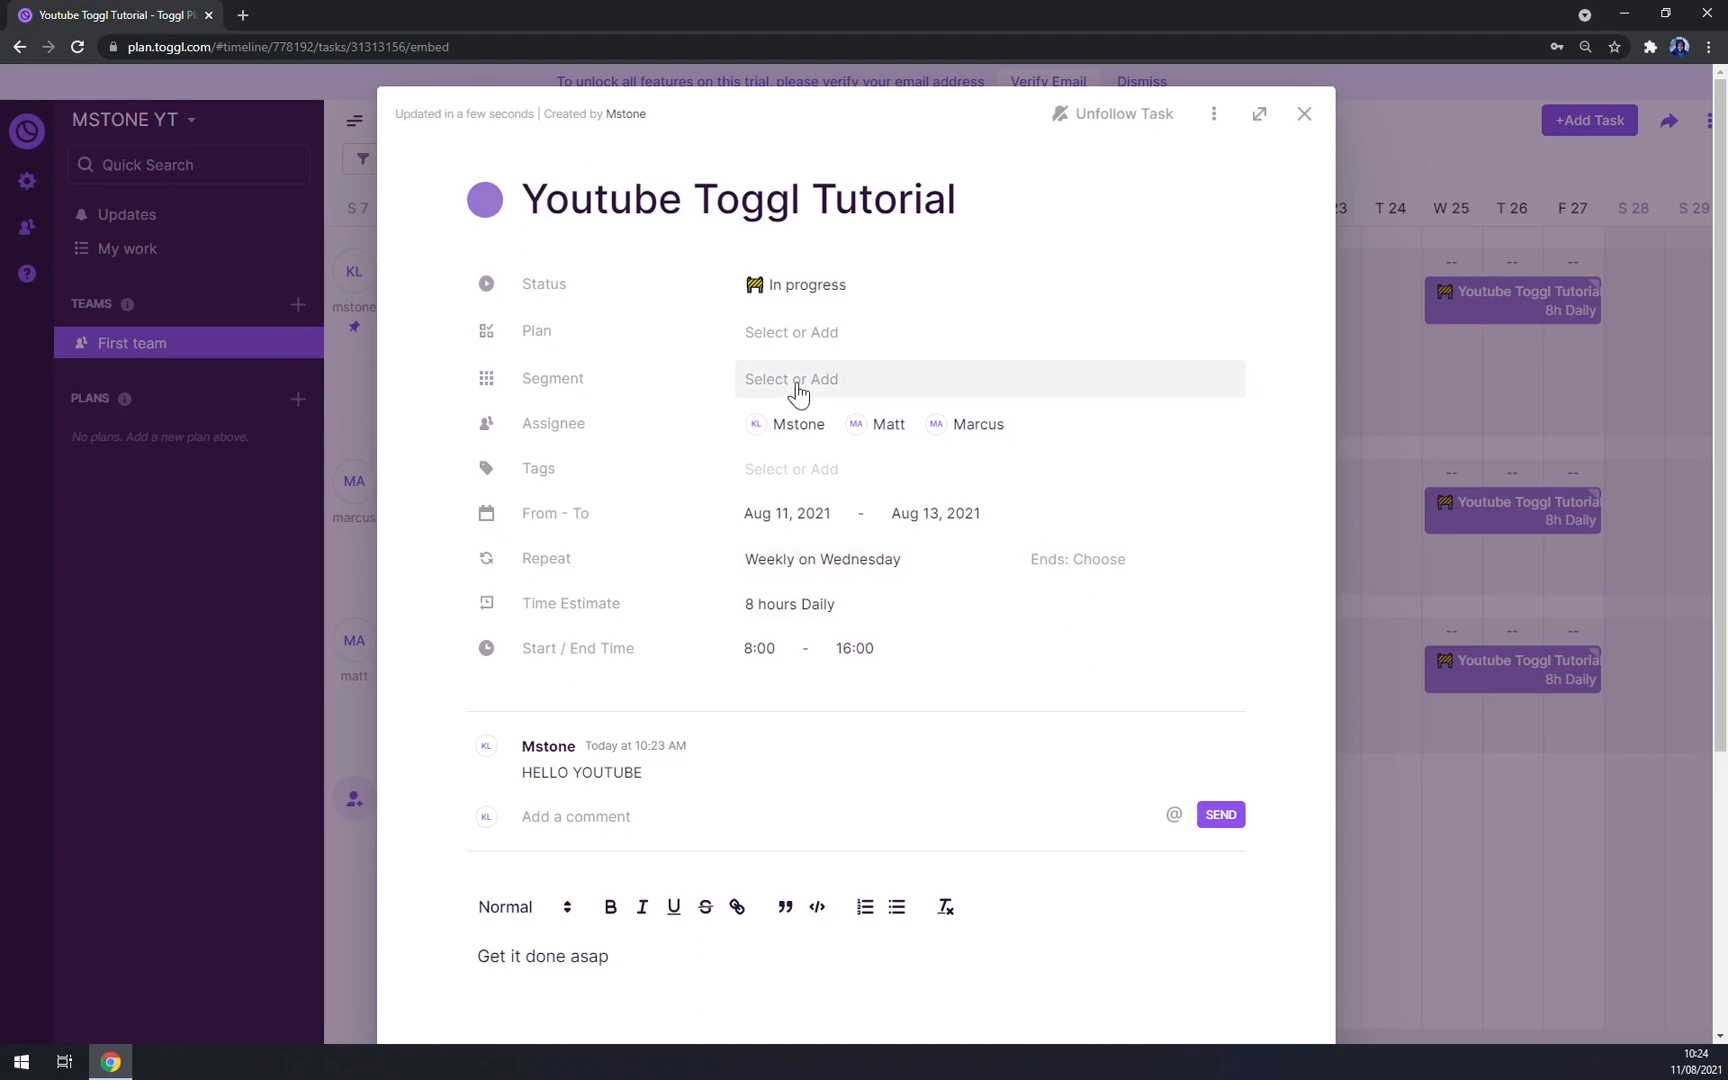 Youtube Toggl Tutorial - Toggl Pl
plan.toggl.com/#timeline/778192/tasks/31313156/embed
To unlock all features on this trial, please verify your email address Verify Email Dismiss
MSTONE YT
Quick Search
Updates
My work
TEAMS
First team
PLANS
No plans. Add a new plan above.
+Add Task
S 7
23 T 24 W 25 T 26 F 27 S 28 S 29
KL
mstone
MA
marcus
MA
matt
-- -- --
Youtube Toggl Tutorial
8h Daily
-- -- --
Youtube Toggl Tutorial
8h Daily
-- -- --
Youtube Toggl Tutorial
8h Daily
Updated in a few seconds | Created by Mstone
Unfollow Task
Youtube Toggl Tutorial
Status In progress
Plan Select or Add
Segment Select or Add
Assignee KL Mstone MA Matt MA Marcus
Tags Select or Add
From - To Aug 11, 2021 - Aug 13, 2021
Repeat Weekly on Wednesday Ends: Choose
Time Estimate 8 hours Daily
Start / End Time 8:00 - 16:00
KL Mstone Today at 10:23 AM
HELLO YOUTUBE
KL Add a comment @ SEND
Normal B I U S
Get it done asap
10:24
11/08/2021